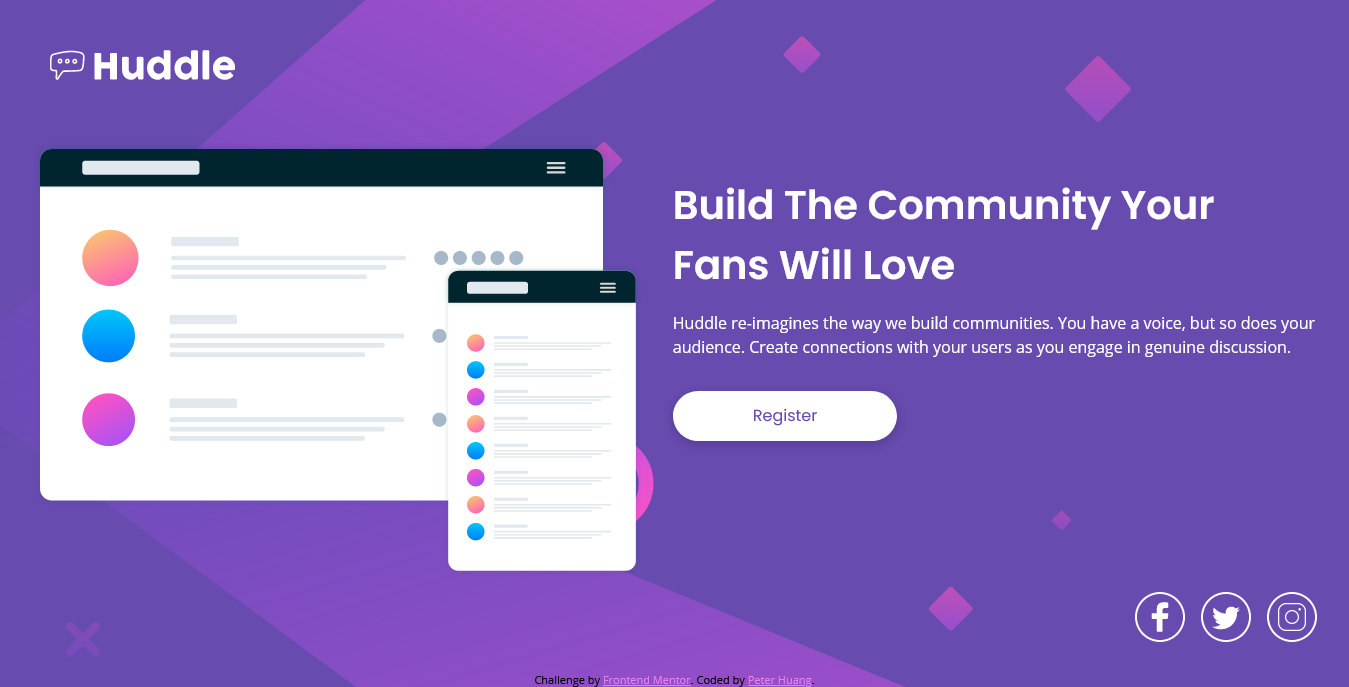 Huddle
Build The Community Your
Fans Will Love
Huddle re-imagines the way we build communities. You have a voice, but so does your
audience. Create connections with your users as you engage in genuine discussion.
Register
Challenge by Frontend Mentor. Coded by Peter Huang.